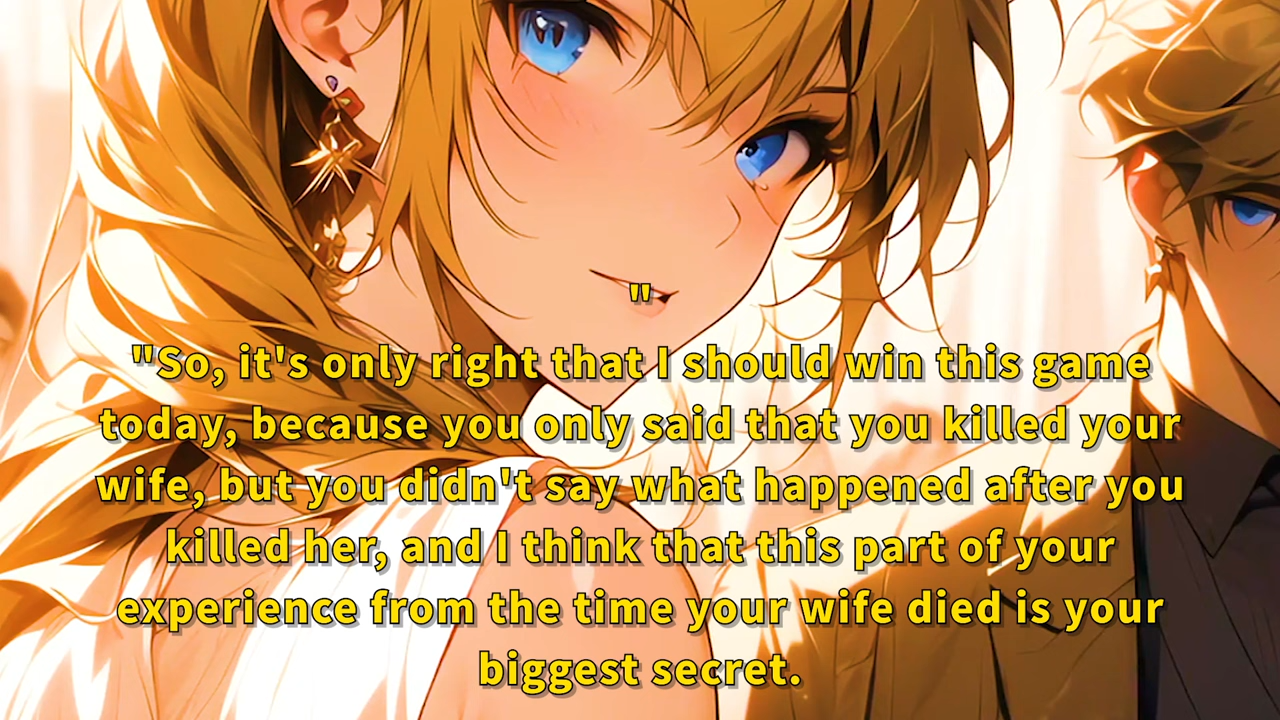 "
"So, it's only right that I should win this game
today, because you only said that you killed your
wife, but you didn't say what happened after you
killed her, and I think that this part of your
experience from the time your wife died is your
biggest secret.